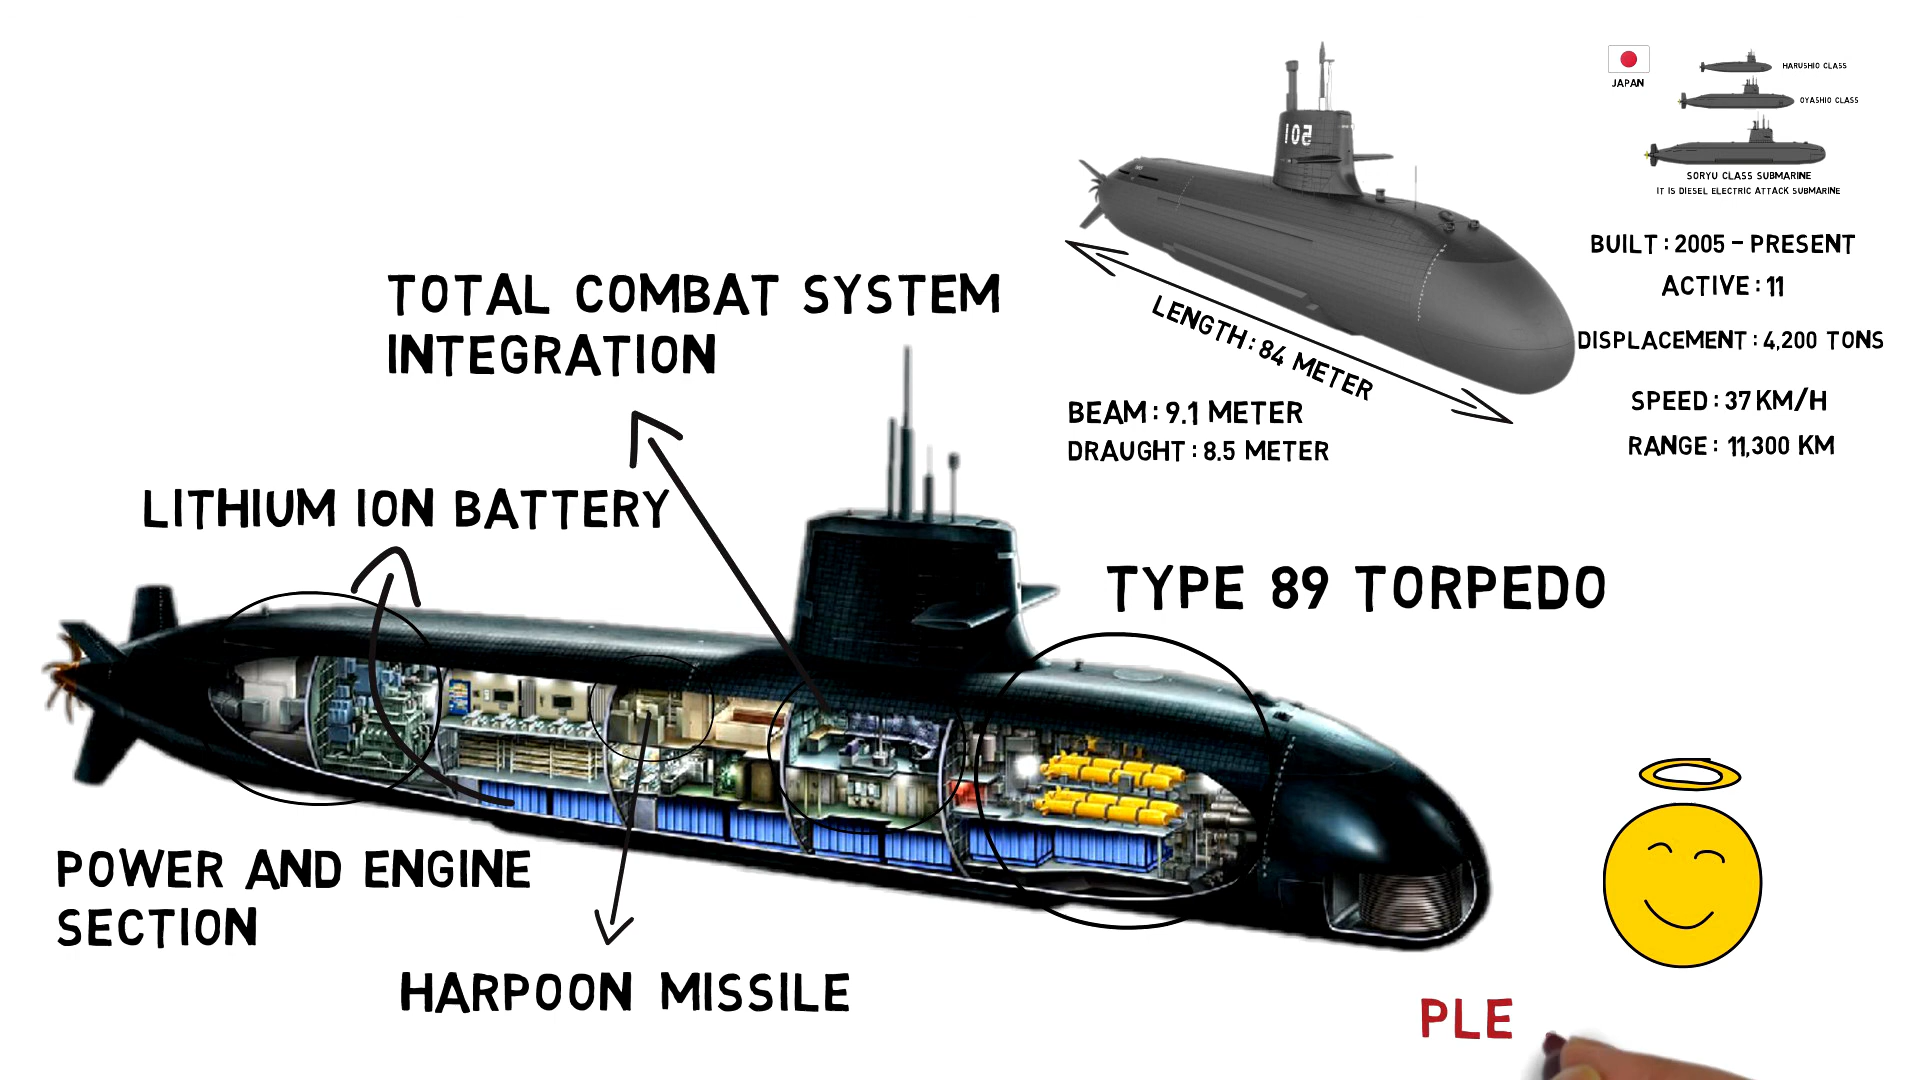 JAPAN
HARUSHIO CLASS
OYASHIO CLASS
SORYU CLASS SUBMARINE
IT IS DIESEL ELECTRIC ATTACK SUBMARINE
BUILT : 2005 - PRESENT
ACTIVE : 11
DISPLACEMENT : 4,200 TONS
SPEED : 37 KM/H
RANGE : 11,300 KM
LENGTH : 84 METER
BEAM : 9.1 METER
DRAUGHT : 8.5 METER
TOTAL COMBAT SYSTEM
INTEGRATION
LITHIUM ION BATTERY
TYPE 89 TORPEDO
POWER AND ENGINE
SECTION
HARPOON MISSILE
PLE